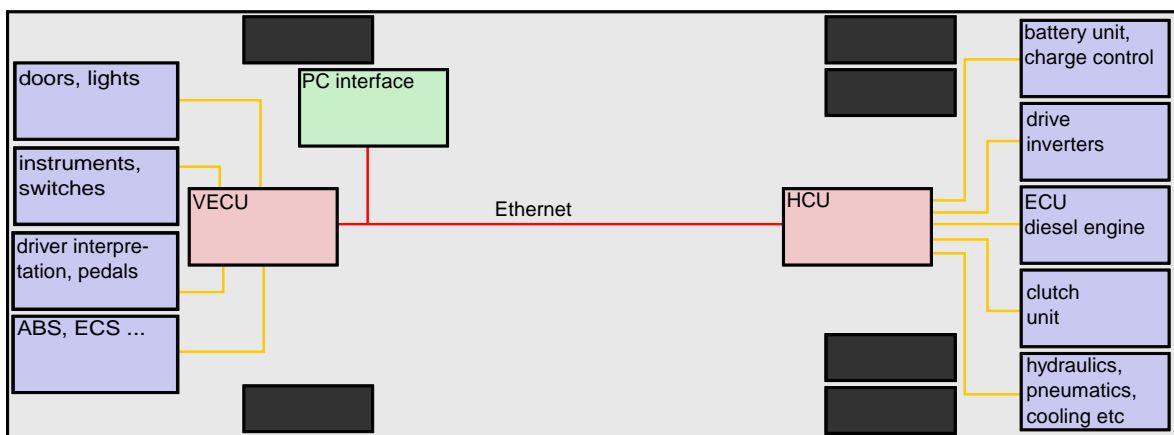 doors, lights
instruments,
switches
driver interpre-
tation, pedals
ABS, ECS ...
PC interface
VECU
Ethernet
HCU
battery unit,
charge control
drive
inverters
ECU
diesel engine
clutch
unit
hydraulics,
pneumatics,
cooling etc